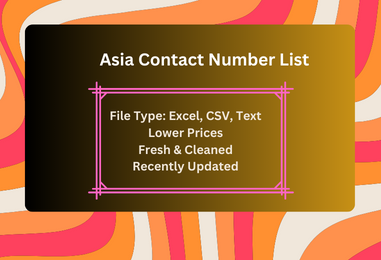 Asia Contact Number List
File Type: Excel, CSV, Text
Lower Prices
Fresh & Cleaned
Recently Updated